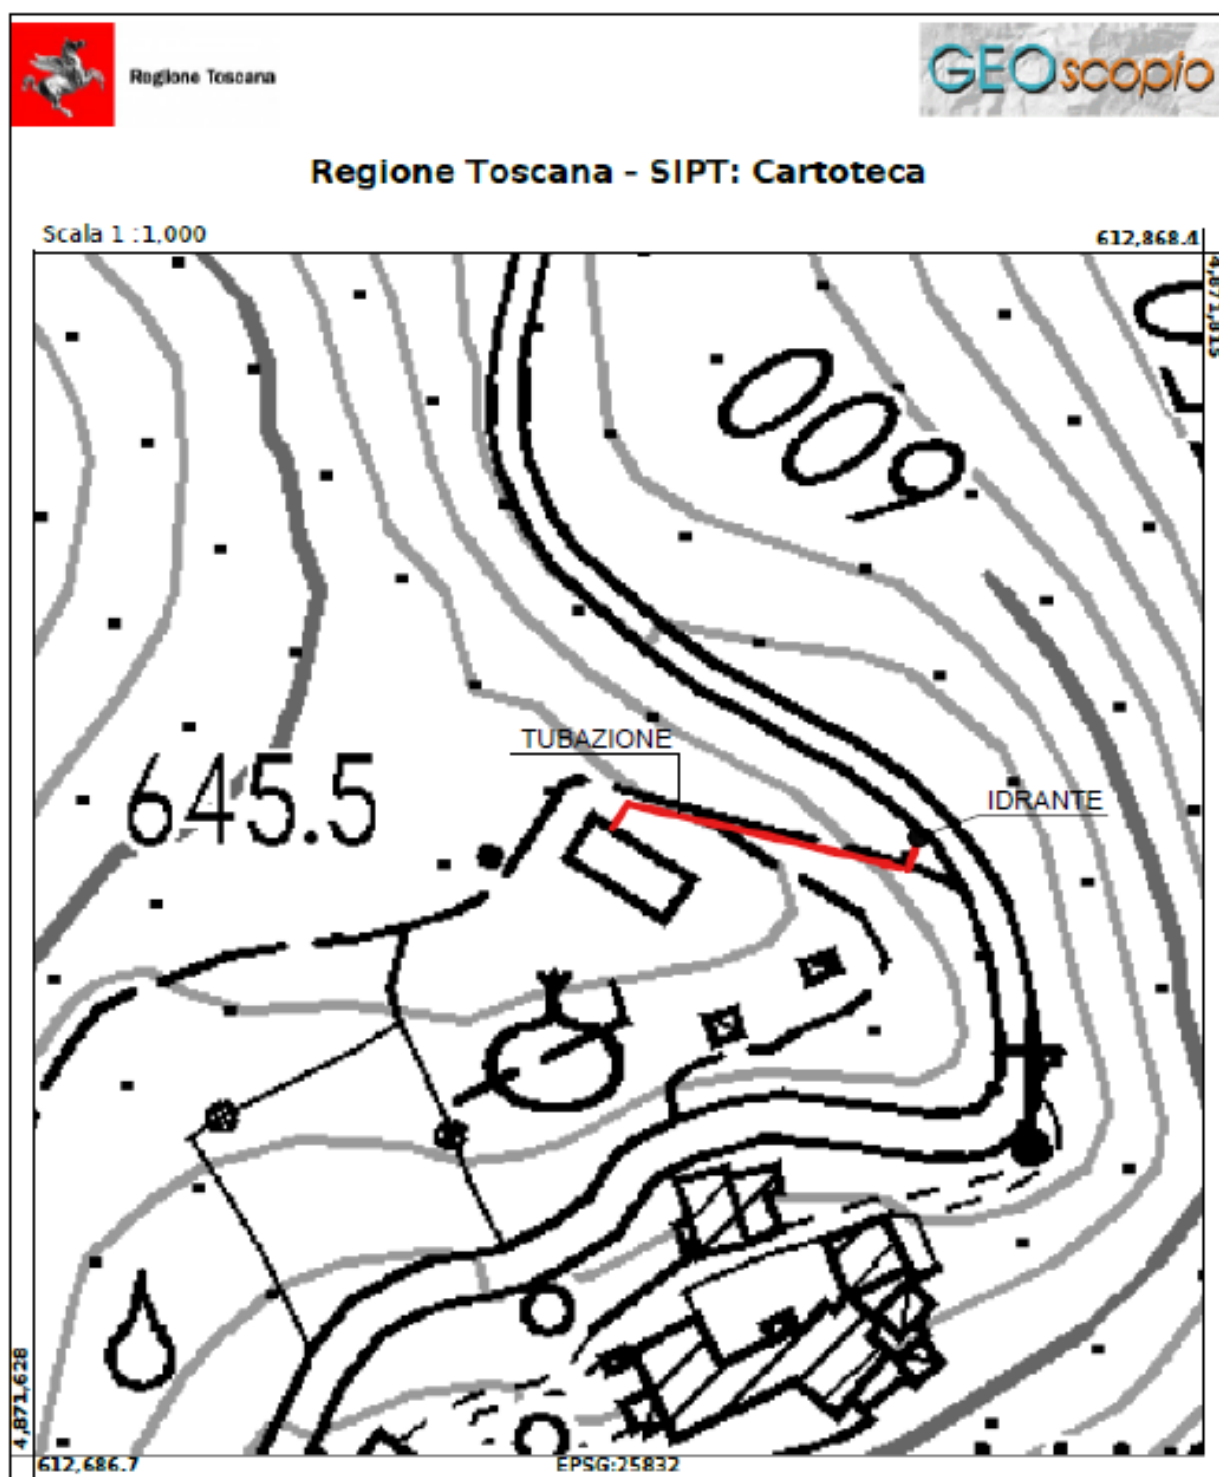 Regione Toscana
GEOscopio
Regione Toscana - SIPT: Cartoteca
Scala 1 :1,000
612,868.4
4,871,815
600
TUBAZIONE
IDRANTE
645.5
4,871,628
612,686.7
EPSG:25832